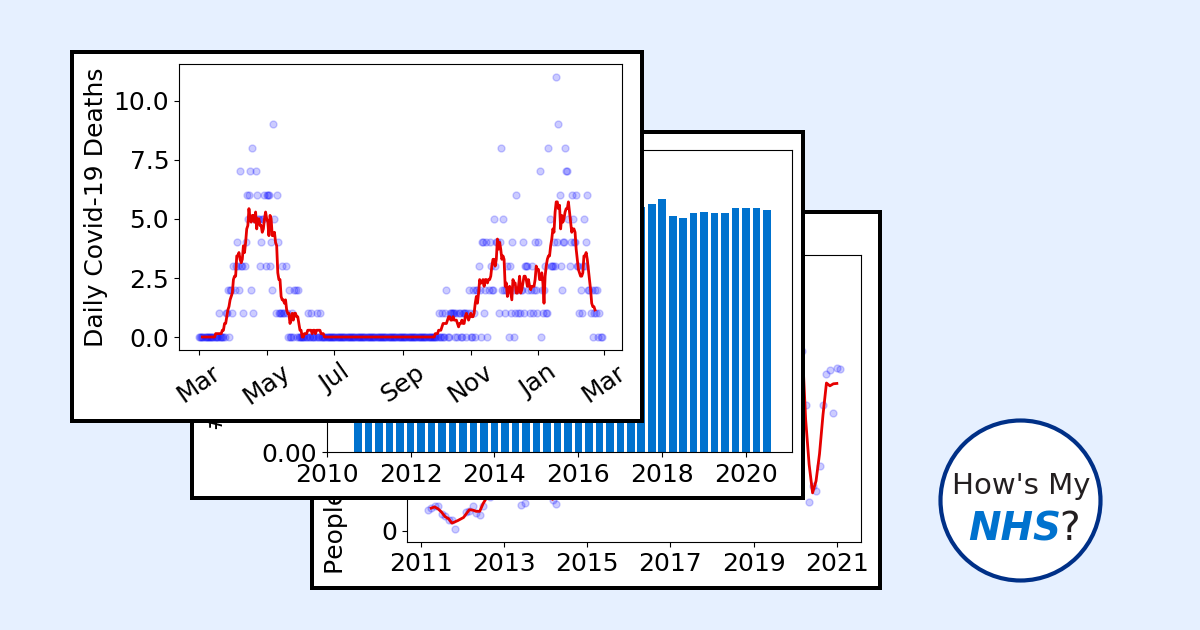 Daily Covid-19 Deaths
10.0
7.5
5.0
2.5
0.0
Mar May Jul Sep Nov Jan Mar
#
0.00
2010 2012 2014 2016 2018 2020
People
0
2011 2013 2015 2017 2019 2021
How's My
NHS?